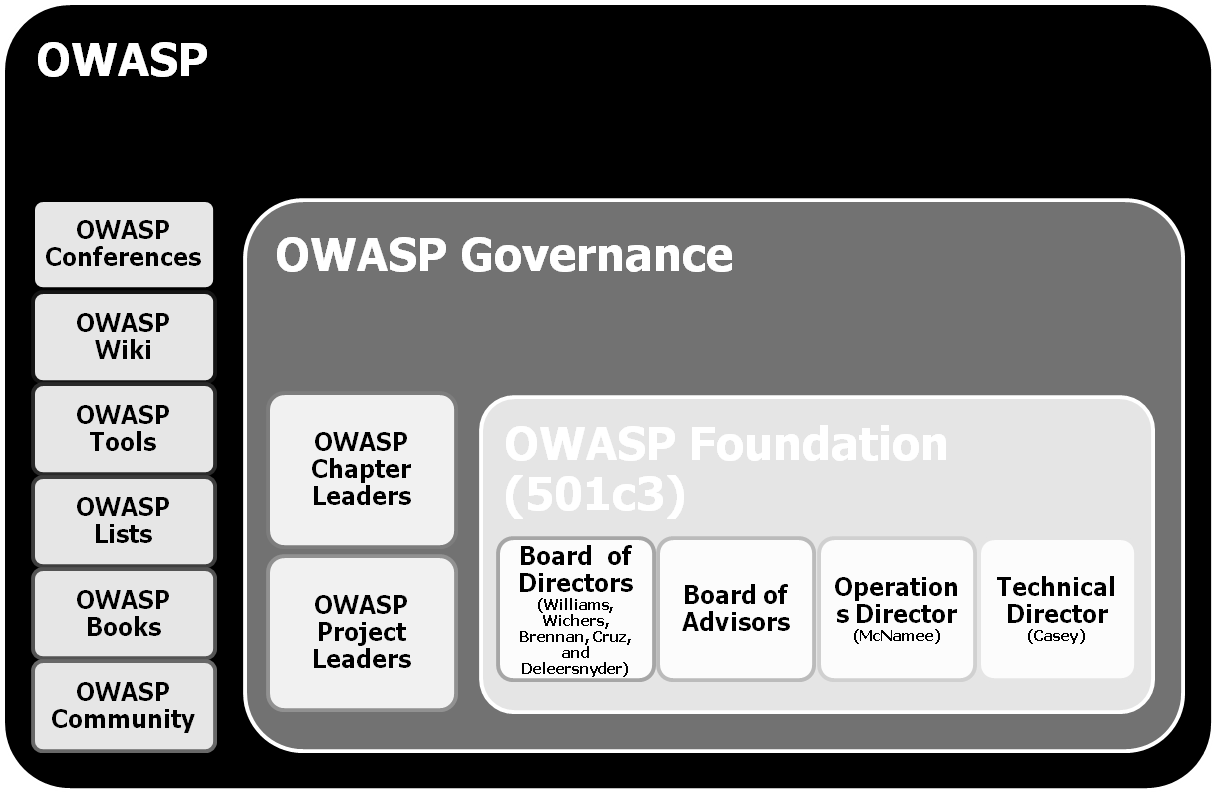 OWASP
OWASP
Conferences
OWASP
Wiki
OWASP
Tools
OWASP
Lists
OWASP
Books
OWASP
Community
OWASP Governance
OWASP
Chapter
Leaders
OWASP
Project
Leaders
OWASP Foundation
(501c3)
Board of
Directors
(Williams,
Wichers,
Brennan, Cruz,
and
Deleersnyder)
Board of
Advisors
Operation
s Director
(McNamee)
Technical
Director
(Casey)